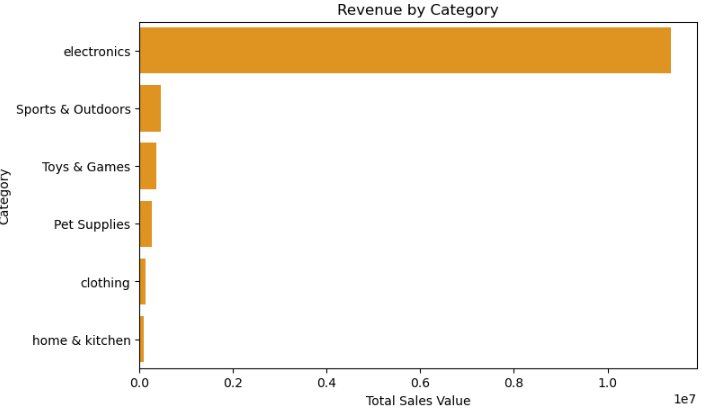 Revenue by Category
electronics
Sports & Outdoors
Toys & Games
Pet Supplies
clothing
home & kitchen
Category
0.0 0.2 0.4 0.6 0.8 1.0
1e7
Total Sales Value